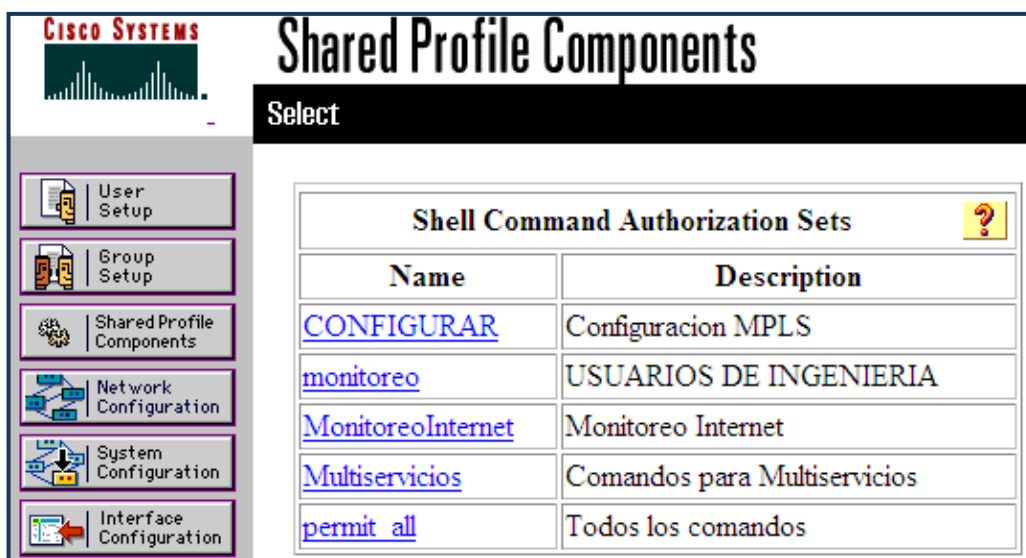 CISCO SYSTEMS
Shared Profile Components
Select
User
Setup
Group
Setup
Shared Profile
Components
Network
Configuration
System
Configuration
Interface
Configuration
Shell Command Authorization Sets ?
Name Description
CONFIGURAR Configuracion MPLS
monitoreo USUARIOS DE INGENIERIA
MonitoreoInternet Monitoreo Internet
Multiservicios Comandos para Multiservicios
permit_all Todos los comandos